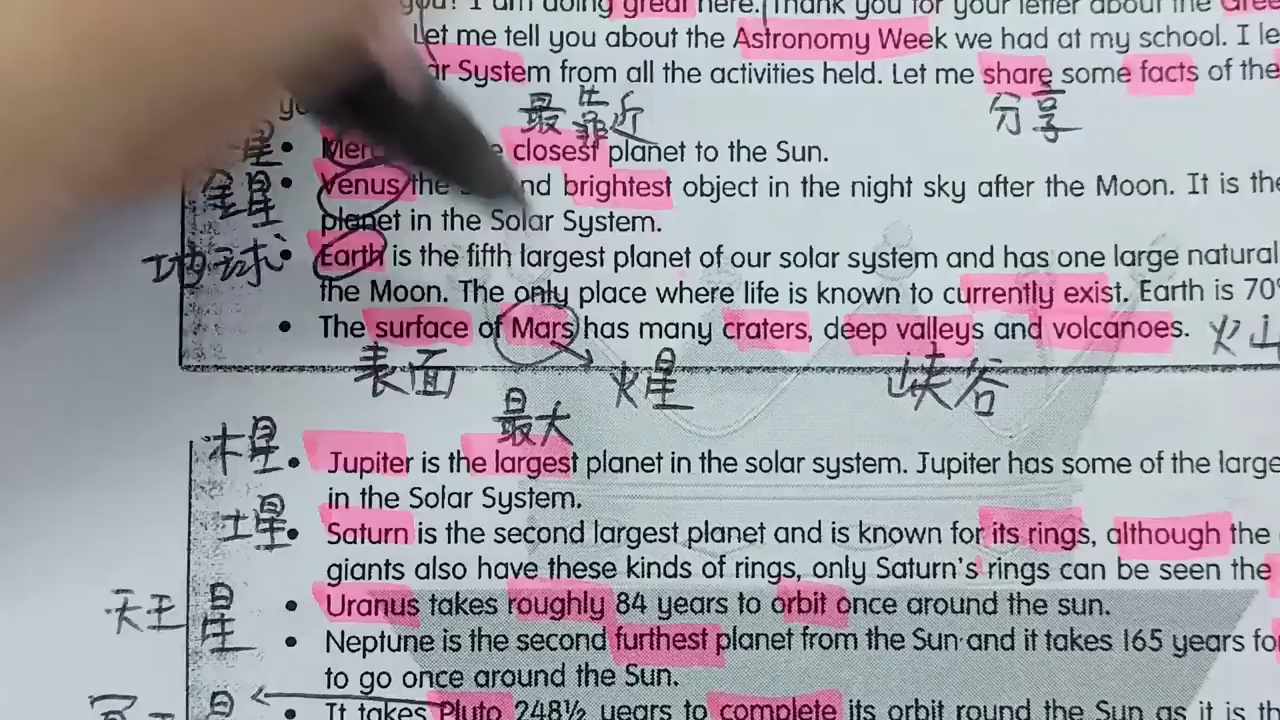 you! I am doing great here. Thank you for your letter about the Gree
Let me tell you about the Astronomy Week we had at my school. I le
ar System from all the activities held. Let me share some facts of the
yo
最靠近
分享
星 • Mer closest planet to the Sun.
金星 • Venus the nd brightest object in the night sky after the Moon. It is the
planet in the Solar System.
地球 • Earth is the fifth largest planet of our solar system and has one large natural
the Moon. The only place where life is known to currently exist. Earth is 70
• The surface of Mars has many craters, deep valleys and volcanoes. 火山
表面 火星 峡谷
最大
木星 • Jupiter is the largest planet in the solar system. Jupiter has some of the large
in the Solar System.
土星 • Saturn is the second largest planet and is known for its rings, although the
giants also have these kinds of rings, only Saturn's rings can be seen the
天王星 • Uranus takes roughly 84 years to orbit once around the sun.
• Neptune is the second furthest planet from the Sun and it takes 165 years fo
to go once around the Sun.
• It takes Pluto 248½ years to complete its orbit round the Sun as it is th